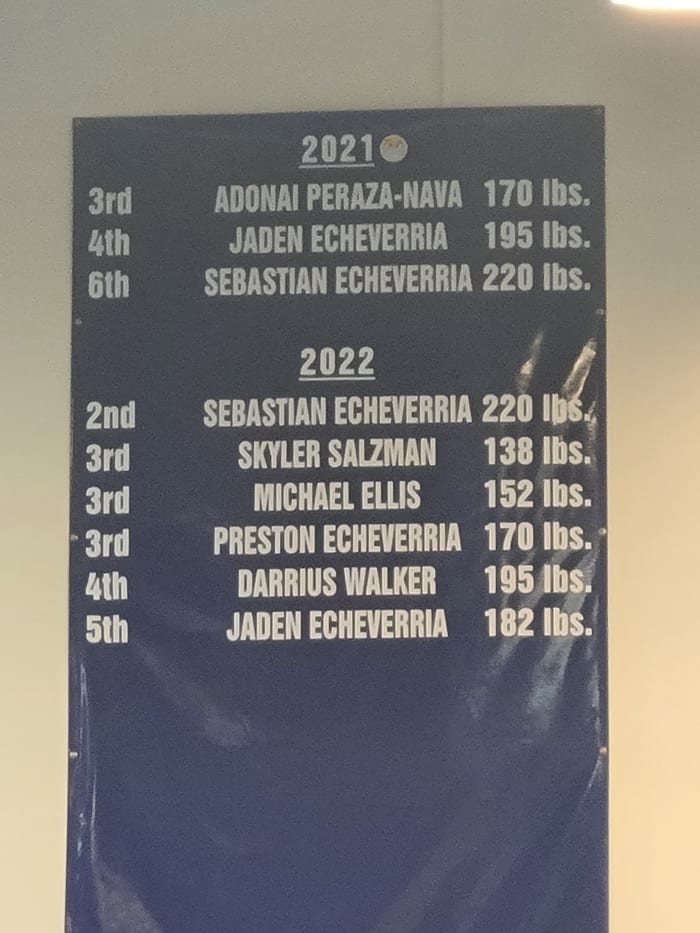 2021
3rd ADONAI PERAZA-NAVA 170 lbs.
4th JADEN ECHEVERRIA 195 lbs.
6th SEBASTIAN ECHEVERRIA 220 lbs.
2022
2nd SEBASTIAN ECHEVERRIA 220 lbs.
3rd SKYLER SALZMAN 138 lbs.
3rd MICHAEL ELLIS 152 lbs.
3rd PRESTON ECHEVERRIA 170 lbs.
4th DARRIUS WALKER 195 lbs.
5th JADEN ECHEVERRIA 182 lbs.